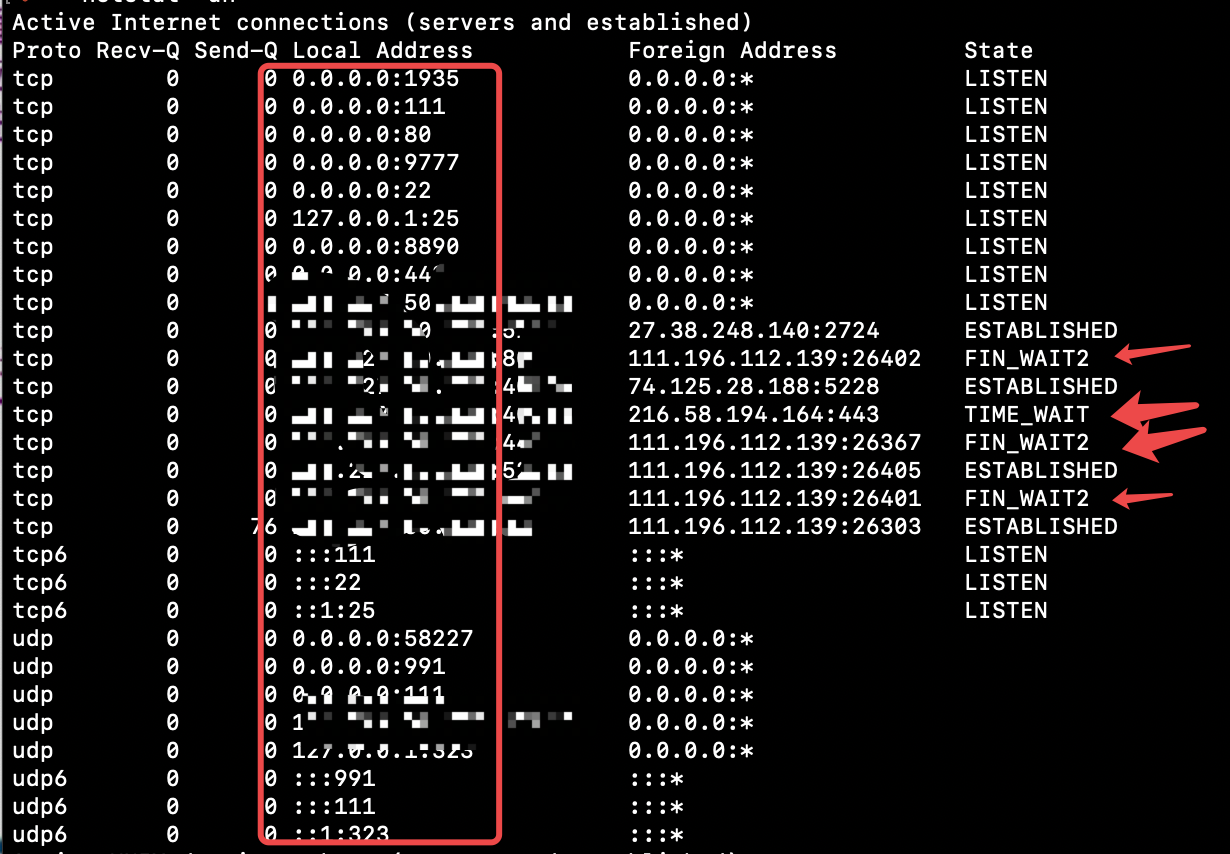 Active Internet connections (servers and established)
Proto Recv-Q Send-Q Local Address Foreign Address State
tcp 0 0 0.0.0.0:1935 0.0.0.0:* LISTEN
tcp 0 0 0.0.0.0:111 0.0.0.0:* LISTEN
tcp 0 0 0.0.0.0:80 0.0.0.0:* LISTEN
tcp 0 0 0.0.0.0:9777 0.0.0.0:* LISTEN
tcp 0 0 0.0.0.0:22 0.0.0.0:* LISTEN
tcp 0 0 127.0.0.1:25 0.0.0.0:* LISTEN
tcp 0 0 0.0.0.0:8890 0.0.0.0:* LISTEN
tcp 0 0 0.0.0.0:* LISTEN
tcp 0 0.0.0.0:* LISTEN
tcp 0 0 27.38.248.140:2724 ESTABLISHED
tcp 0 0 111.196.112.139:26402 FIN_WAIT2
tcp 0 0 74.125.28.188:5228 ESTABLISHED
tcp 0 0 216.58.194.164:443 TIME_WAIT
tcp 0 0 111.196.112.139:26367 FIN_WAIT2
tcp 0 0 111.196.112.139:26405 ESTABLISHED
tcp 0 0 111.196.112.139:26401 FIN_WAIT2
tcp 0 76 111.196.112.139:26303 ESTABLISHED
tcp6 0 0 :::111 :::* LISTEN
tcp6 0 0 :::22 :::* LISTEN
tcp6 0 0 ::1:25 :::* LISTEN
udp 0 0 0.0.0.0:58227 0.0.0.0:*
udp 0 0 0.0.0.0:991 0.0.0.0:*
udp 0 0 0.0.0.0:111 0.0.0.0:*
udp 0 0 0.0.0.0:*
udp 0 0 127.0.0.1:323 0.0.0.0:*
udp6 0 0 :::991 :::*
udp6 0 0 :::111 :::*
udp6 0 0 ::1:323 :::*